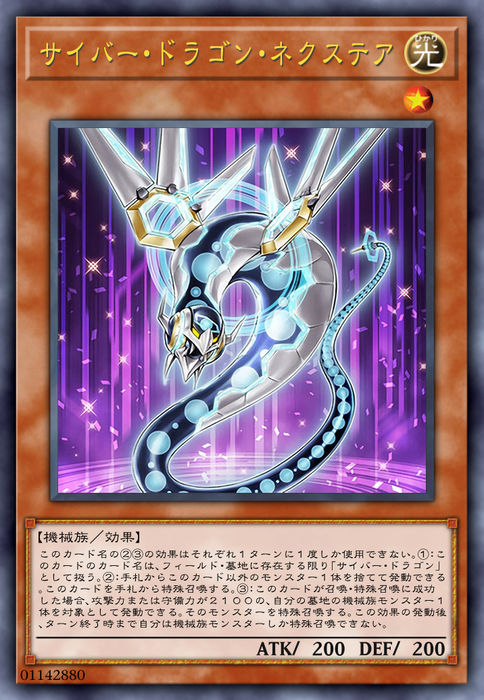 サイバー・ドラゴン・ネクステア
ひかり
光
【機械族／効果】
このカード名の②③の効果はそれぞれ1ターンに1度しか使用できない。①：こ
のカードのカード名は、フィールド・墓地に存在する限り「サイバー・ドラゴン」
として扱う。②：手札からこのカード以外のモンスター1体を捨てて発動でき
る。このカードを手札から特殊召喚する。③：このカードが召喚・特殊召喚に成功
した場合、攻撃力または守備力が2100の、自分の墓地の機械族モンスター1
体を対象として発動できる。そのモンスターを特殊召喚する。この効果の発動後
、ターン終了時まで自分は機械族モンスターしか特殊召喚できない。
ATK/ 200 DEF/ 200
01142880